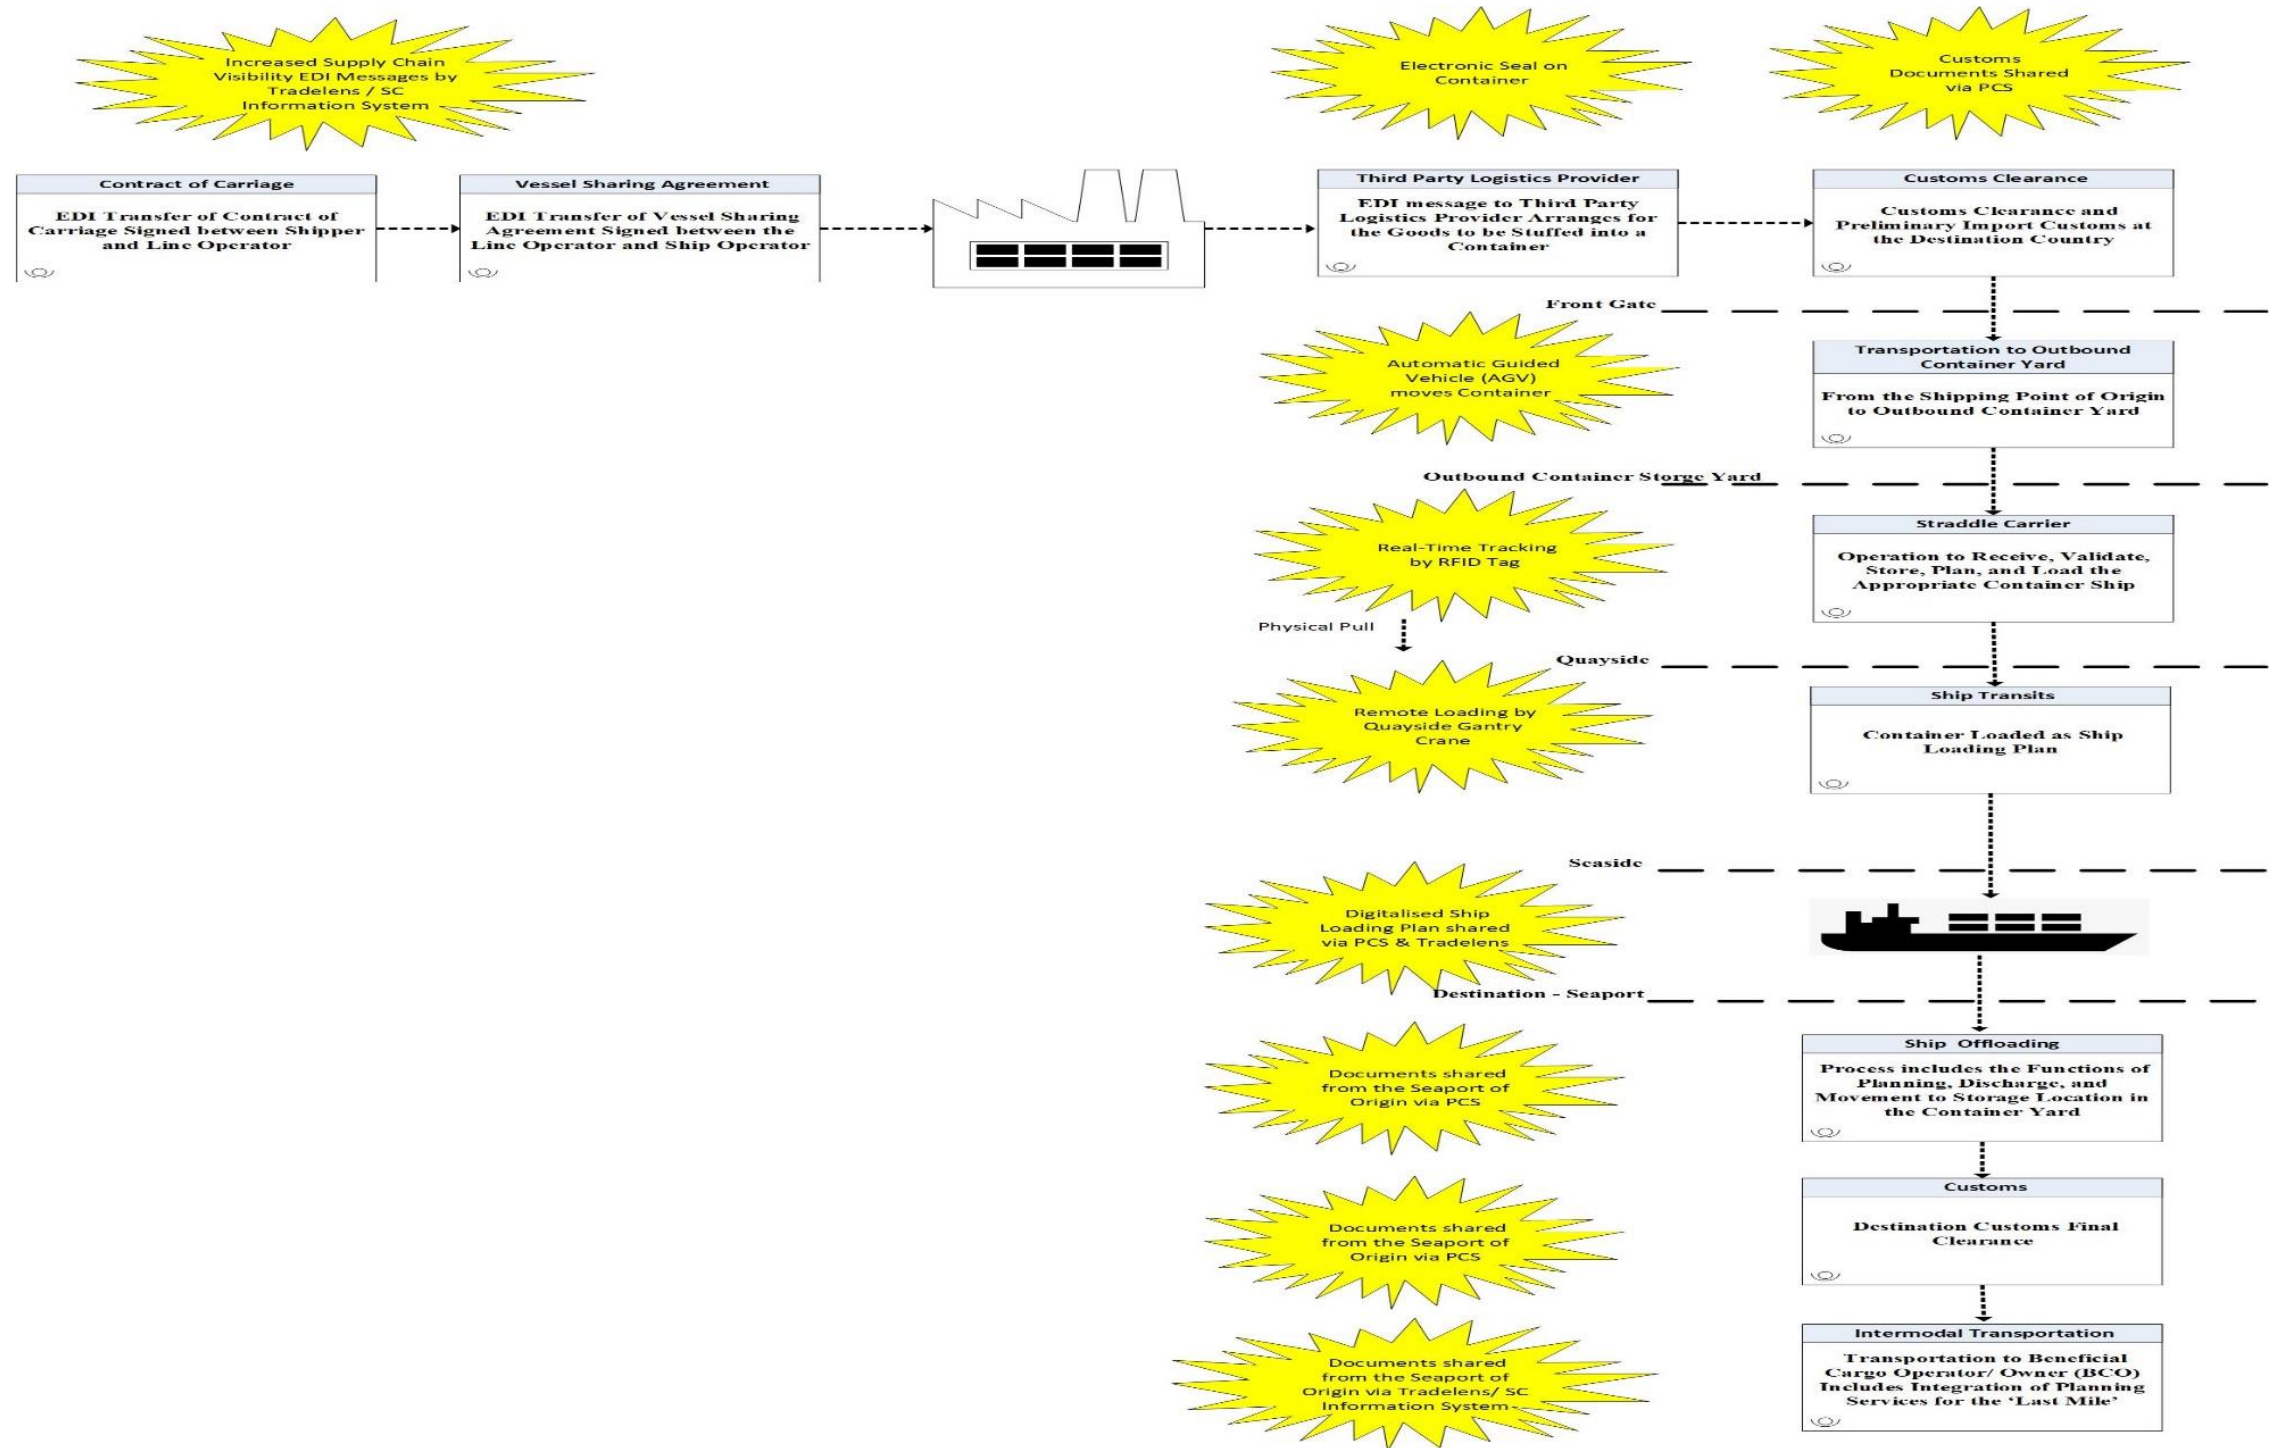 Increased Supply Chain
Visibility EDI Messages by
Tradelens / SC
Information System
Electronic Seal on
Container
Customs
Documents Shared
via PCS
Contract of Carriage
EDI Transfer of Contract of
Carriage Signed between Shipper
and Line Operator
Vessel Sharing Agreement
EDI Transfer of Vessel Sharing
Agreement Signed between the
Line Operator and Ship Operator
Third Party Logistics Provider
EDI message to Third Party
Logistics Provider Arranges for
the Goods to be Stuffed into a
Container
Customs Clearance
Customs Clearance and
Preliminary Import Customs at
the Destination Country
Front Gate
Automatic Guided
Vehicle (AGV)
moves Container
Transportation to Outbound
Container Yard
From the Shipping Point of Origin
to Outbound Container Yard
Outbound Container Storge Yard
Real-Time Tracking
by RFID Tag
Straddle Carrier
Operation to Receive, Validate,
Store, Plan, and Load the
Appropriate Container Ship
Physical Pull
Quayside
Remote Loading by
Quayside Gantry
Crane
Ship Transits
Container Loaded as Ship
Loading Plan
Seaside
Digitalised Ship
Loading Plan shared
via PCS & Tradelens
Destination - Seaport
Documents shared
from the Seaport of
Origin via PCS
Ship Offloading
Process includes the Functions of
Planning, Discharge, and
Movement to Storage Location in
the Container Yard
Documents shared
from the Seaport of
Origin via PCS
Customs
Destination Customs Final
Clearance
Documents shared
from the Seaport of
Origin via Tradelens/ SC
Information System
Intermodal Transportation
Transportation to Beneficial
Cargo Operator/ Owner (BCO)
Includes Integration of Planning
Services for the ‘Last Mile’